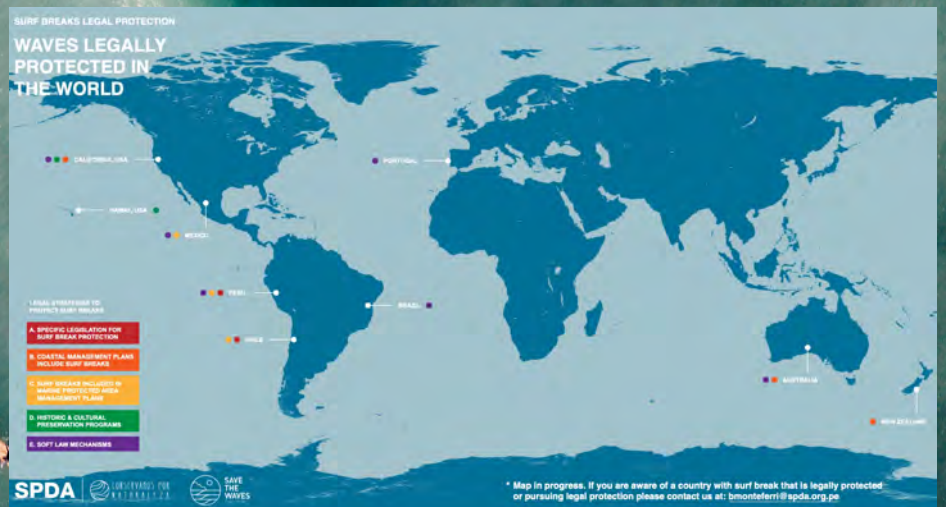 SURF BREAKS LEGAL PROTECTION
WAVES LEGALLY
PROTECTED IN
THE WORLD
CALIFORNIA, USA
PORTUGAL
HAWAII, USA
MEXICO
PERU
BRAZIL
CHILE
AUSTRALIA
NEW ZEALAND
LEGAL STRATEGIES TO
PROTECT SURF BREAKS
A. SPECIFIC LEGISLATION FOR
SURF BREAK PROTECTION
B. COASTAL MANAGEMENT PLANS
INCLUDE SURF BREAKS
C. SURF BREAKS INCLUDED IN
MARINE PROTECTED AREA
MANAGEMENT PLANS
D. HISTORIC & CULTURAL
PRESERVATION PROGRAMS
E. SOFT LAW MECHANISMS
SPDA
CONSERVAMOS POR
NATURALEZA
SAVE
THE
WAVES
* Map in progress. If you are aware of a country with surf break that is legally protected
or pursuing legal protection please contact us at: bmonteferri@spda.org.pe